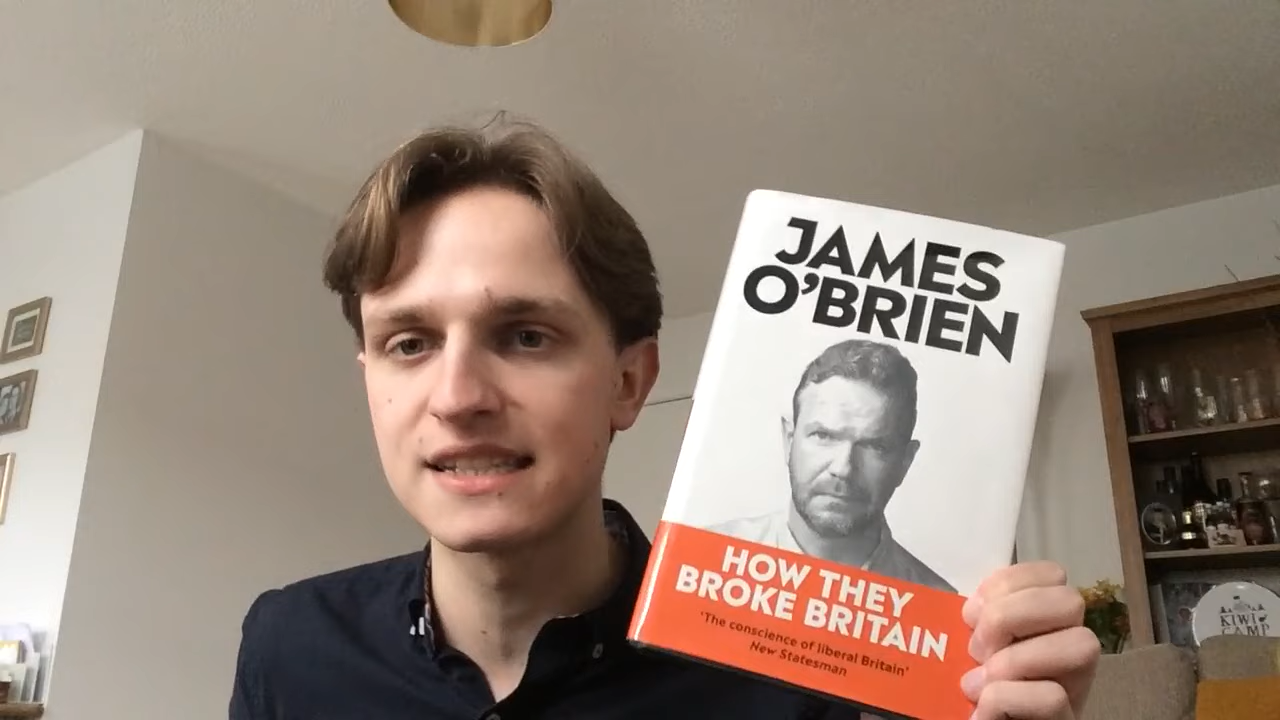 JAMES
O'BRIEN
HOW THEY
BROKE BRITAIN
'The conscience of liberal Britain'
New Statesman
KIWI
CAMP